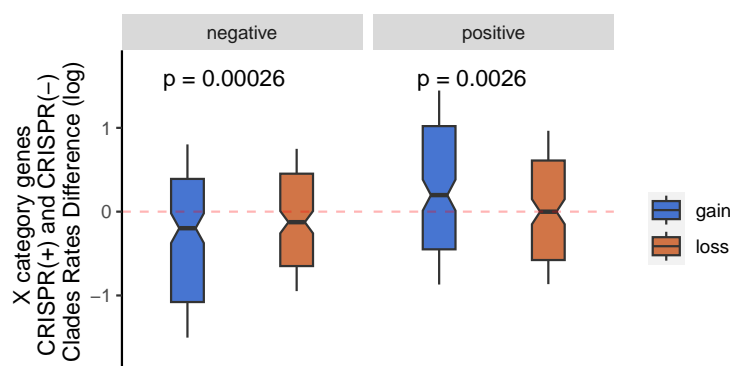 negative
positive
p = 0.00026
p = 0.0026
X category genes
CRISPR(+) and CRISPR(−)
Clades Rates Difference (log)
1
0
−1
gain
loss